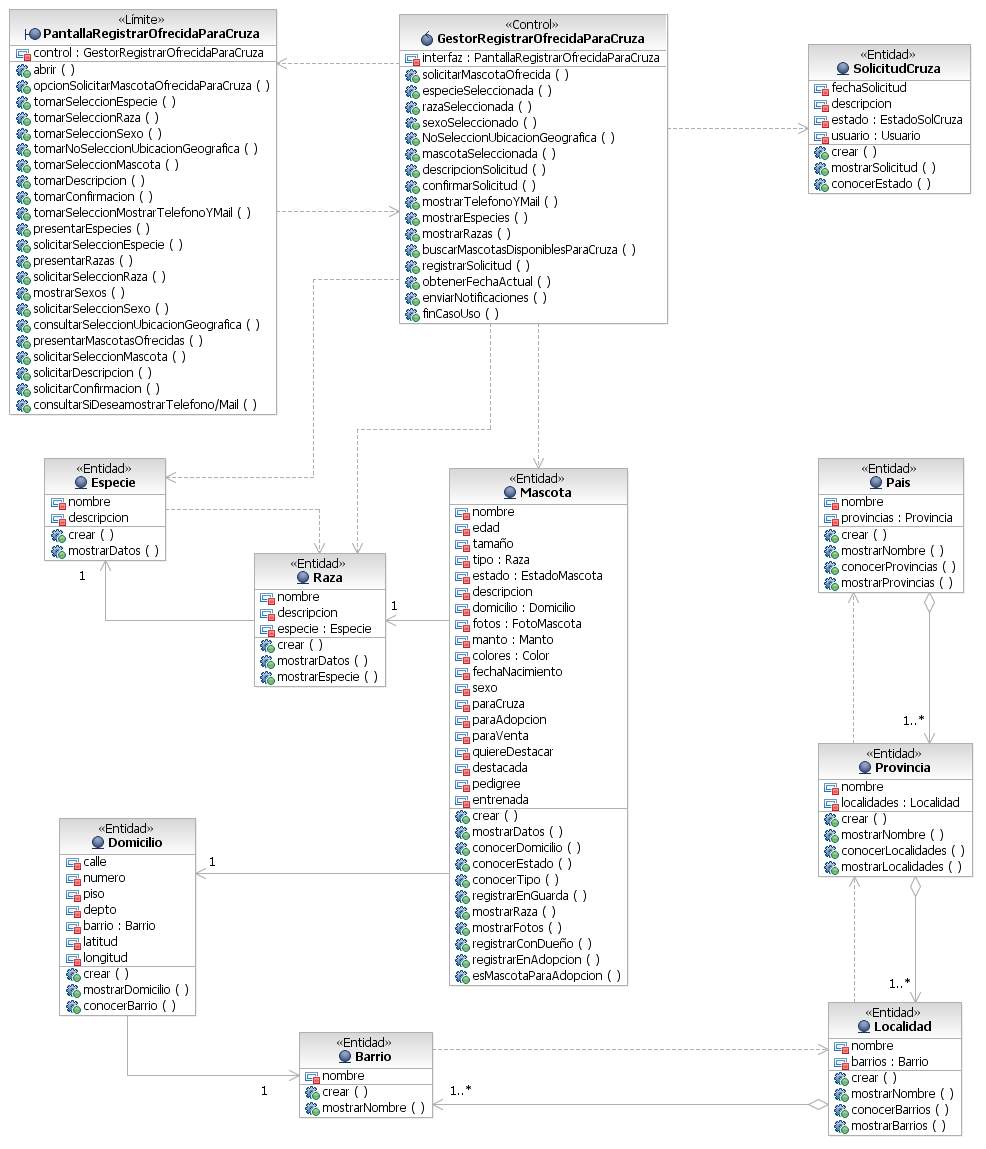 «Límite»
PantallaRegistrarOfrecidaParaCruza
control : GestorRegistrarOfrecidaParaCruza
abrir ( )
opcionSolicitarMascotaOfrecidaParaCruza ( )
tomarSeleccionEspecie ( )
tomarSeleccionRaza ( )
tomarSeleccionSexo ( )
tomarNoSeleccionUbicacionGeografica ( )
tomarSeleccionMascota ( )
tomarDescripcion ( )
tomarConfirmacion ( )
tomarSeleccionMostrarTelefonoYMail ( )
presentarEspecies ( )
solicitarSeleccionEspecie ( )
presentarRazas ( )
solicitarSeleccionRaza ( )
mostrarSexos ( )
solicitarSeleccionSexo ( )
consultarSeleccionUbicacionGeografica ( )
presentarMascotasOfrecidas ( )
solicitarSeleccionMascota ( )
solicitarDescripcion ( )
solicitarConfirmacion ( )
consultarSiDeseamostrarTelefono/Mail ( )
«Control»
GestorRegistrarOfrecidaParaCruza
interfaz : PantallaRegistrarOfrecidaParaCruza
solicitarMascotaOfrecida ( )
especieSeleccionada ( )
razaSeleccionada ( )
sexoSeleccionado ( )
NoSeleccionUbicacionGeografica ( )
mascotaSeleccionada ( )
descripcionSolicitud ( )
confirmarSolicitud ( )
mostrarTelefonoYMail ( )
mostrarEspecies ( )
mostrarRazas ( )
buscarMascotasDisponiblesParaCruza ( )
registrarSolicitud ( )
obtenerFechaActual ( )
enviarNotificaciones ( )
finCasoUso ( )
«Entidad»
SolicitudCruza
fechaSolicitud
descripcion
estado : EstadoSolCruza
usuario : Usuario
crear ( )
mostrarSolicitud ( )
conocerEstado ( )
«Entidad»
Especie
nombre
descripcion
crear ( )
mostrarDatos ( )
1
«Entidad»
Raza
nombre
descripcion
especie : Especie
crear ( )
mostrarDatos ( )
mostrarEspecie ( )
1
«Entidad»
Mascota
nombre
edad
tamaño
tipo : Raza
estado : EstadoMascota
descripcion
domicilio : Domicilio
fotos : FotoMascota
manto : Manto
colores : Color
fechaNacimiento
sexo
paraCruza
paraAdopcion
paraVenta
quiereDestacar
destacada
pedigree
entrenada
crear ( )
mostrarDatos ( )
conocerDomicilio ( )
conocerEstado ( )
conocerTipo ( )
registrarEnGuarda ( )
mostrarRaza ( )
mostrarFotos ( )
registrarConDueño ( )
registrarEnAdopcion ( )
esMascotaParaAdopcion ( )
«Entidad»
Pais
nombre
provincias : Provincia
crear ( )
mostrarNombre ( )
conocerProvincias ( )
mostrarProvincias ( )
1..*
«Entidad»
Provincia
nombre
localidades : Localidad
crear ( )
mostrarNombre ( )
conocerLocalidades ( )
mostrarLocalidades ( )
1..*
«Entidad»
Domicilio
calle
numero
piso
depto
barrio : Barrio
latitud
longitud
crear ( )
mostrarDomicilio ( )
conocerBarrio ( )
1
«Entidad»
Barrio
nombre
crear ( )
mostrarNombre ( )
1
1..*
«Entidad»
Localidad
nombre
barrios : Barrio
crear ( )
mostrarNombre ( )
conocerBarrios ( )
mostrarBarrios ( )